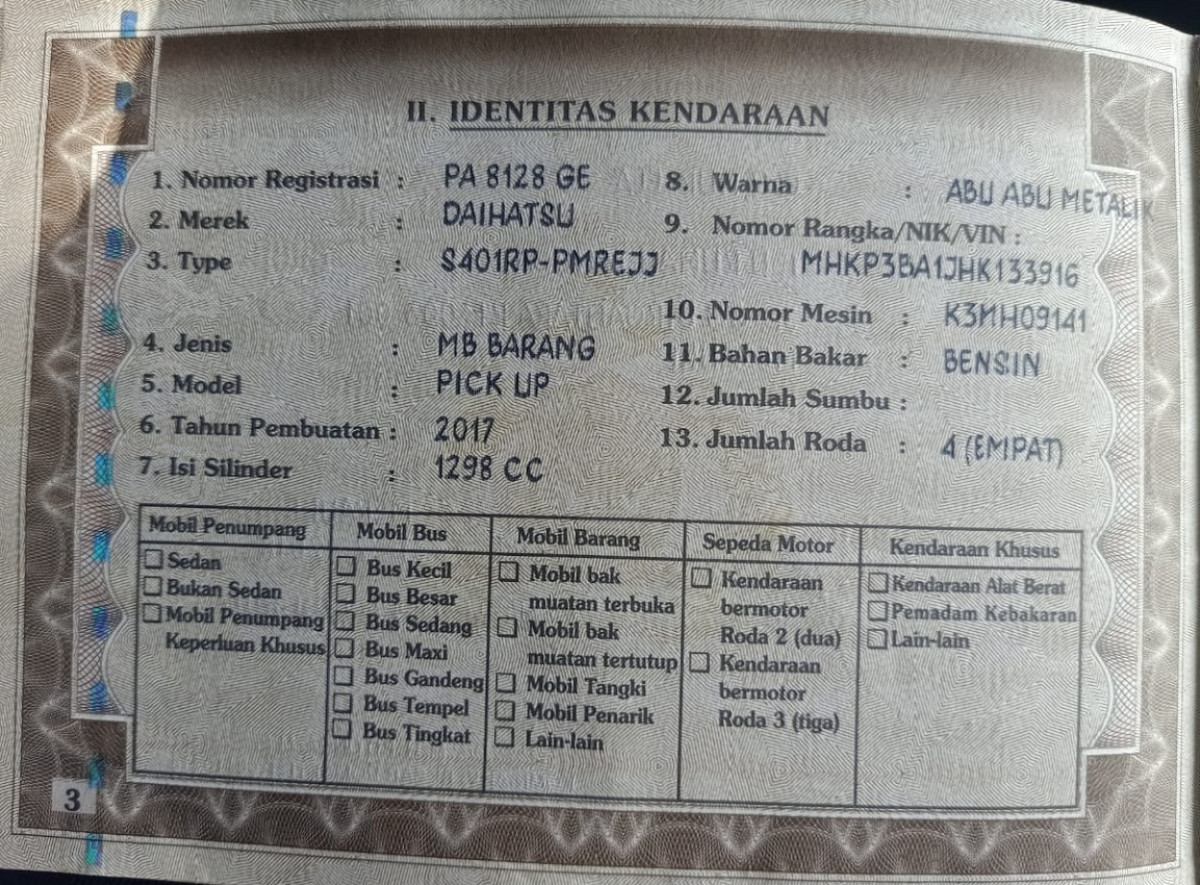 II. IDENTITAS KENDARAAN
1. Nomor Registrasi : PA 8128 GE
2. Merek : DAIHATSU
3. Type : S401RP-PMREJJ
4. Jenis : MB BARANG
5. Model : PICK UP
6. Tahun Pembuatan : 2017
7. Isi Silinder : 1298 CC
8. Warna : ABU ABU METALIK
9. Nomor Rangka/NIK/VIN :
MHKP3BA1JHK133916
10. Nomor Mesin : K3MH09141
11. Bahan Bakar : BENSIN
12. Jumlah Sumbu :
13. Jumlah Roda : 4 (EMPAT)
Mobil Penumpang
Sedan
Bukan Sedan
Mobil Penumpang
Keperluan Khusus
Mobil Bus
Bus Kecil
Bus Besar
Bus Sedang
Bus Maxi
Bus Gandeng
Bus Tempel
Bus Tingkat
Mobil Barang
Mobil bak
muatan terbuka
Mobil bak
muatan tertutup
Mobil Tangki
Mobil Penarik
Lain-lain
Sepeda Motor
Kendaraan
bermotor
Roda 2 (dua)
Kendaraan
bermotor
Roda 3 (tiga)
Kendaraan Khusus
Kendaraan Alat Berat
Pemadam Kebakaran
Lain-lain
3